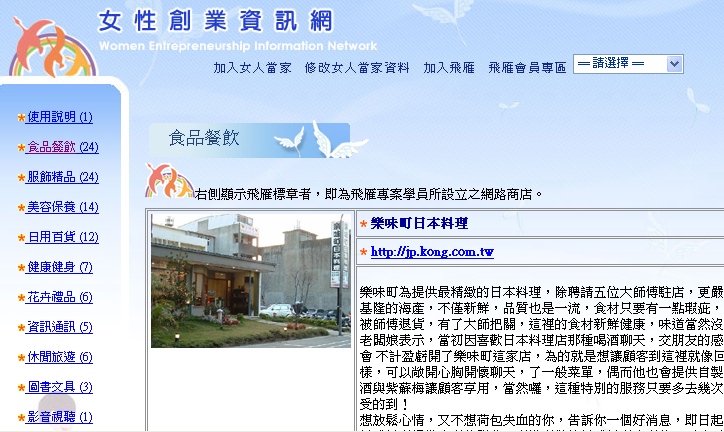 女性創業資訊網
Women Entrepreneurship Information Network
加入女人當家 修改女人當家資料 加入飛雁 飛雁會員專區 ＝請選擇＝
使用說明 (1)
食品餐飲 (24)
服飾精品 (24)
美容保養 (14)
日用百貨 (12)
健康健身 (7)
花卉禮品 (6)
資訊通訊 (5)
休閒旅遊 (6)
圖書文具 (3)
影音視聽 (1)
食品餐飲
右側顯示飛雁標章者，即為飛雁專案學員所設立之網路商店。
樂味町日本料理
http://jp.kong.com.tw
樂味町為提供最精緻的日本料理，除聘請五位大師傅駐店，更嚴
基隆的海產，不僅新鮮，品質也是一流，食材只要有一點瑕疵，
被師傅退貨，有了大師把關，這裡的食材新鮮健康，味道當然沒
老闆娘表示，當初因喜歡日本料理店那種喝酒聊天，交朋友的感
會不計盈虧開了樂味町這家店，為的就是想讓顧客到這裡就像回
樣，可以敞開心胸開懷聊天，了一般菜單，偶而他也會提供自製
酒與紫蘇梅讓顧客享用，當然囉，這種特別的服務只要多去幾次
受的到！
想放鬆心情，又不想荷包失血的你，告訴你一個好消息，即日起